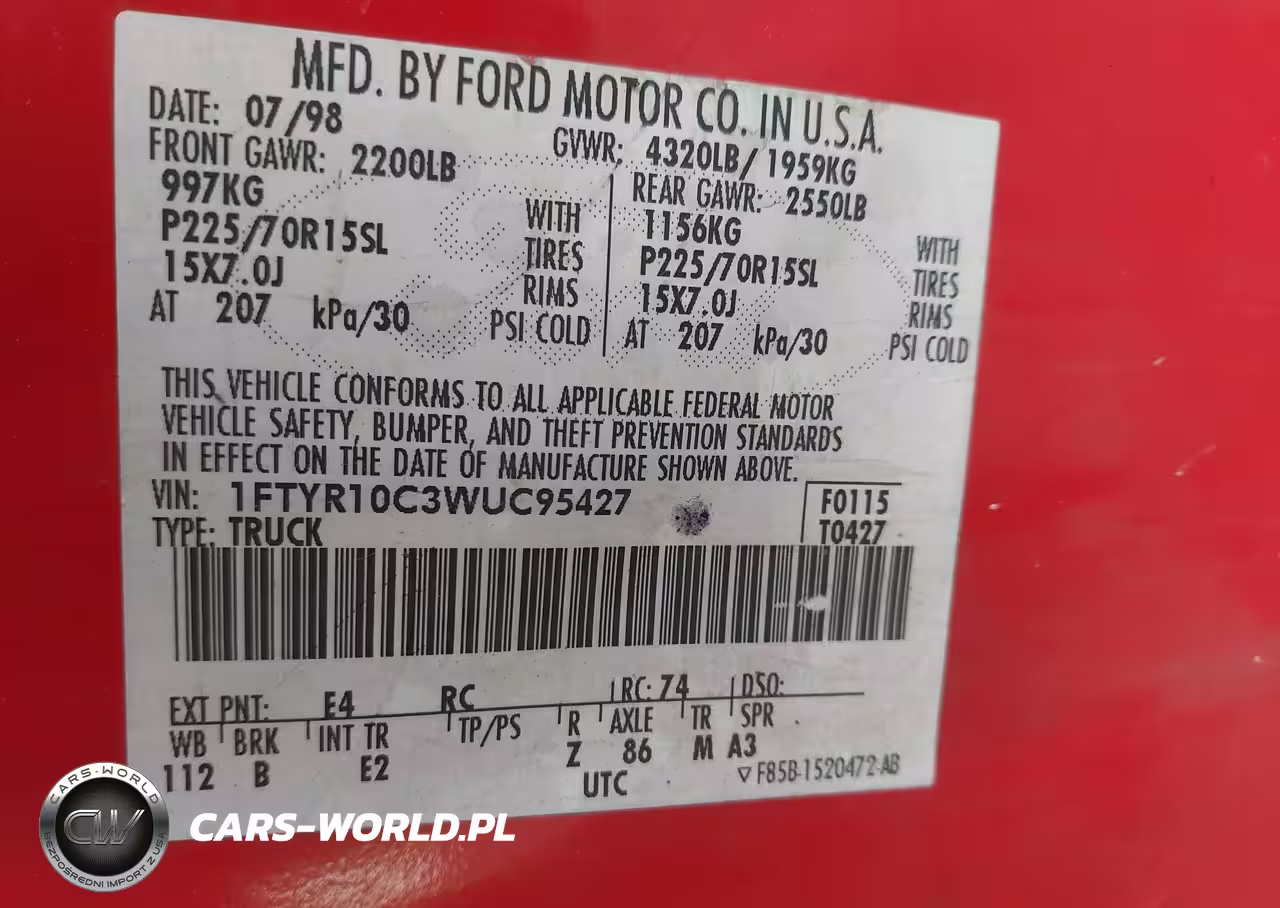 MFD. BY FORD MOTOR CO. IN U.S.A.
DATE: 07/98 GVWR: 4320LB/ 1959KG
FRONT GAWR: 2200LB REAR GAWR: 2550LB
997KG WITH 1156KG WITH
P225/70R15SL TIRES P225/70R15SL TIRES
15X7.0J RIMS 15X7.0J RIMS
AT 207 kPa/30 PSI COLD AT 207 kPa/30 PSI COLD
THIS VEHICLE CONFORMS TO ALL APPLICABLE FEDERAL MOTOR
VEHICLE SAFETY, BUMPER, AND THEFT PREVENTION STANDARDS
IN EFFECT ON THE DATE OF MANUFACTURE SHOWN ABOVE.
VIN: 1FTYR10C3WUC95427 F0115
TYPE: TRUCK T0427
EXT PNT: E4 RC RC: 74 DSO:
WB BRK INT TR TP/PS R AXLE TR SPR
112 B E2 Z 86 M A3
UTC ▽ F85B-1520472-AB
CARS-WORLD
CW
BEZPOŚREDNI IMPORT Z USA
CARS-WORLD.PL